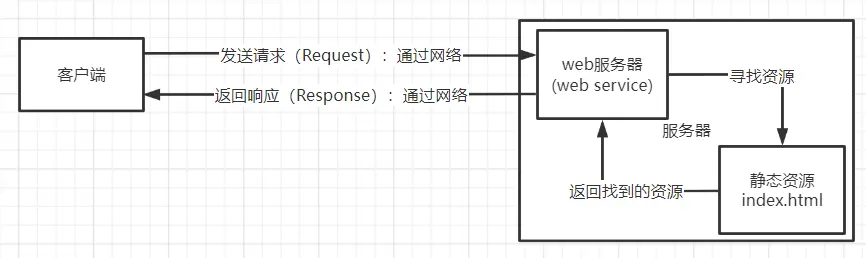 客户端
发送请求（Request）：通过网络
返回响应（Response）：通过网络
web服务器
(web service)
寻找资源
服务器
静态资源
index.html
返回找到的资源